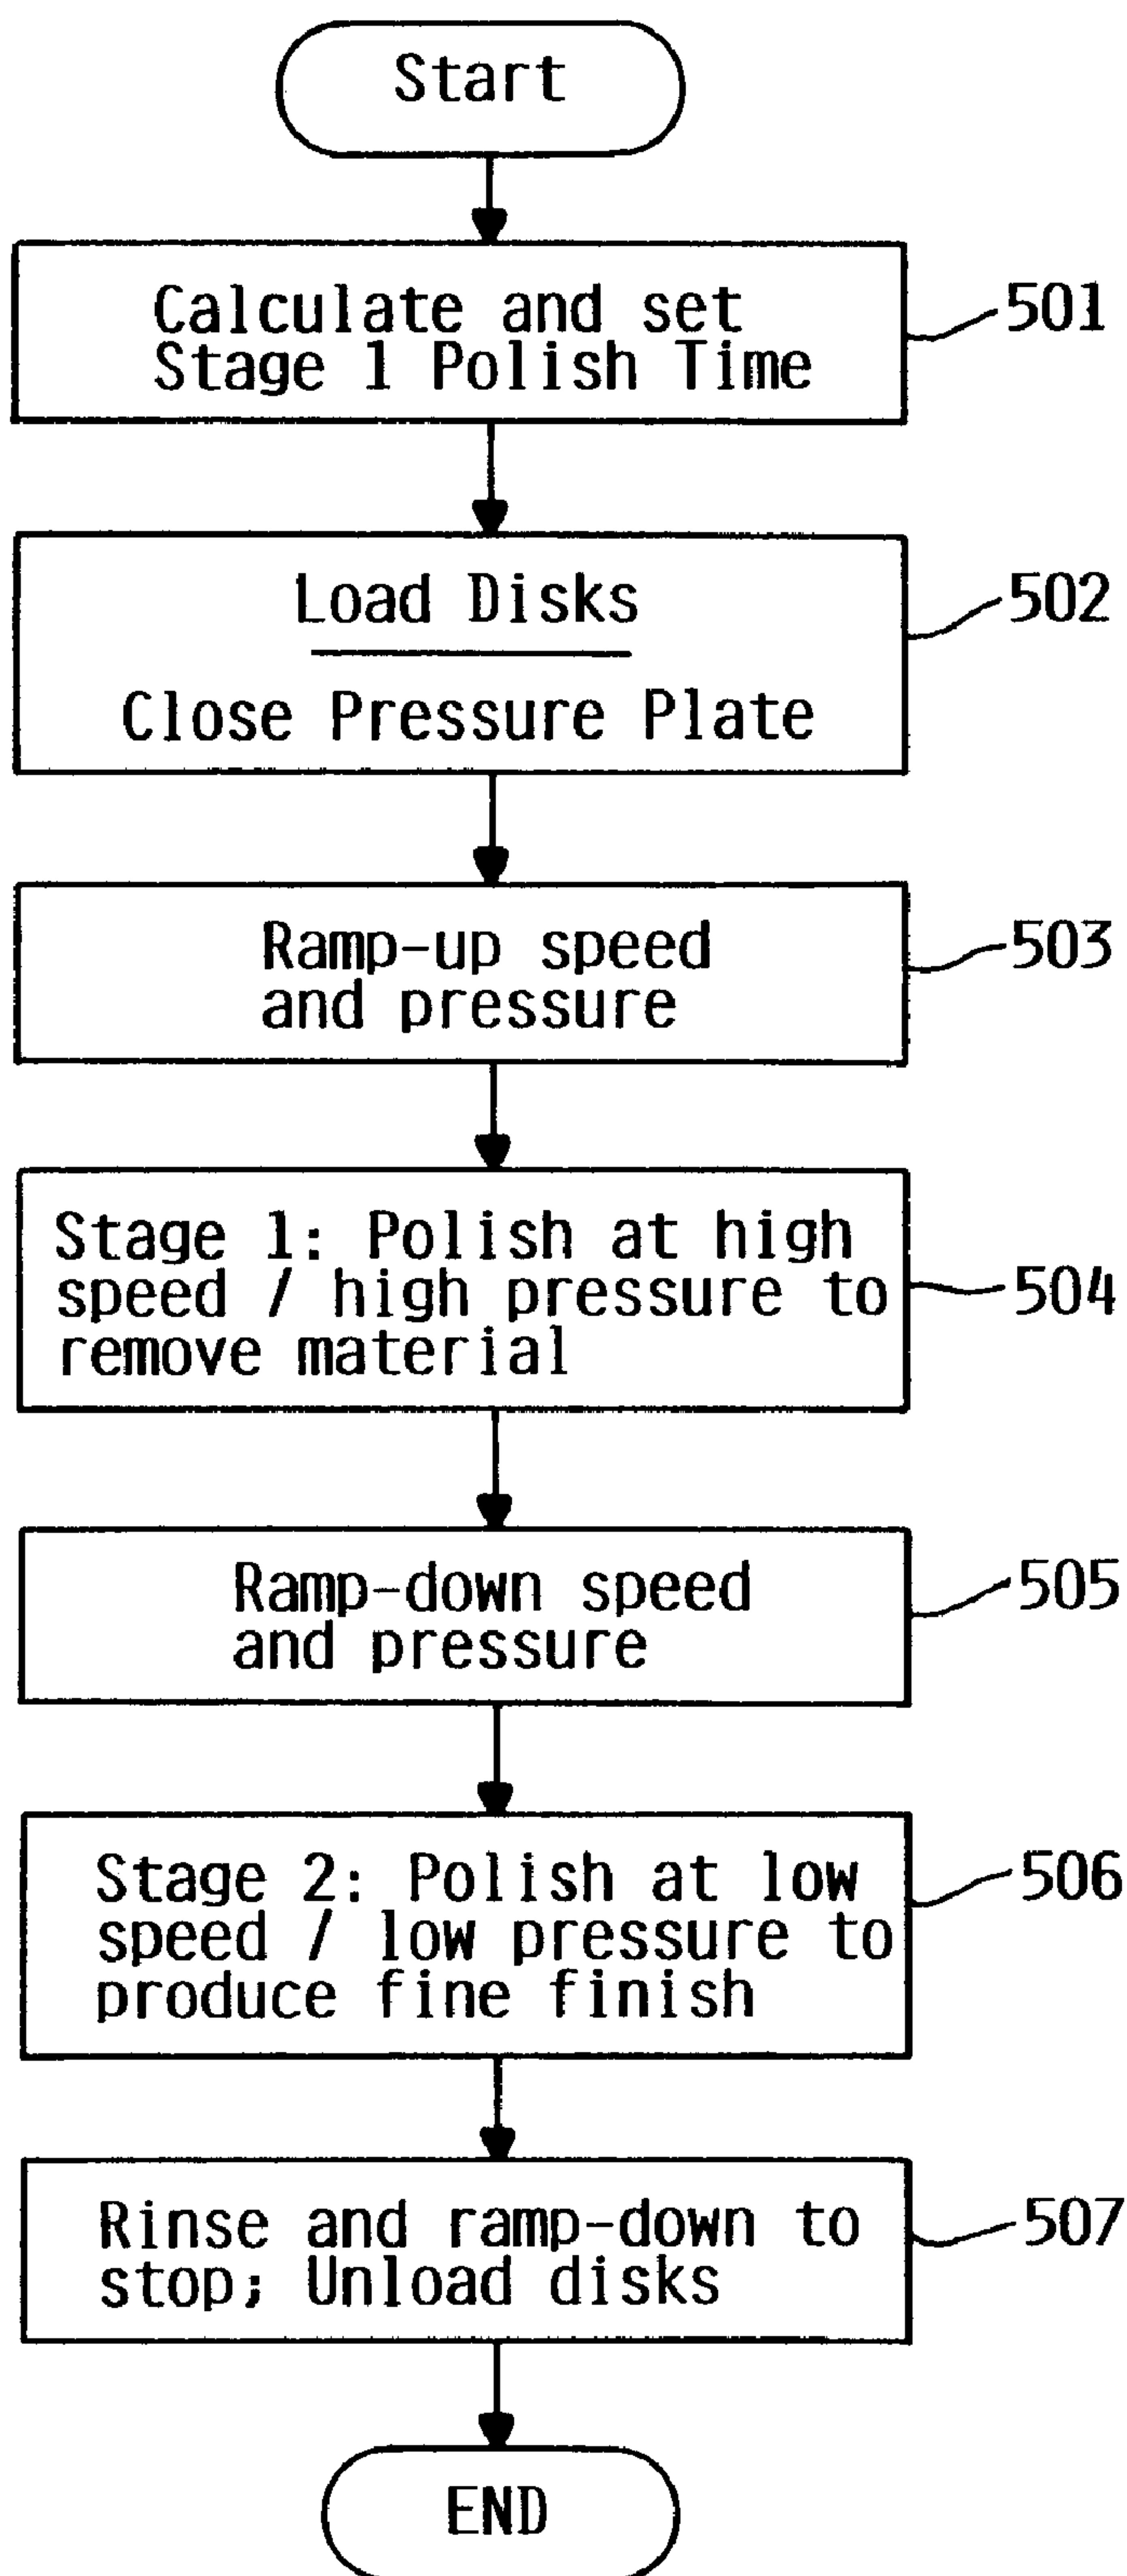 Start
Calculate and set
Stage 1 Polish Time
501
Load Disks
Close Pressure Plate
502
Ramp-up speed
and pressure
503
Stage 1: Polish at high
speed / high pressure to
remove material
504
Ramp-down speed
and pressure
505
Stage 2: Polish at low
speed / low pressure to
produce fine finish
506
Rinse and ramp-down to
stop; Unload disks
507
END